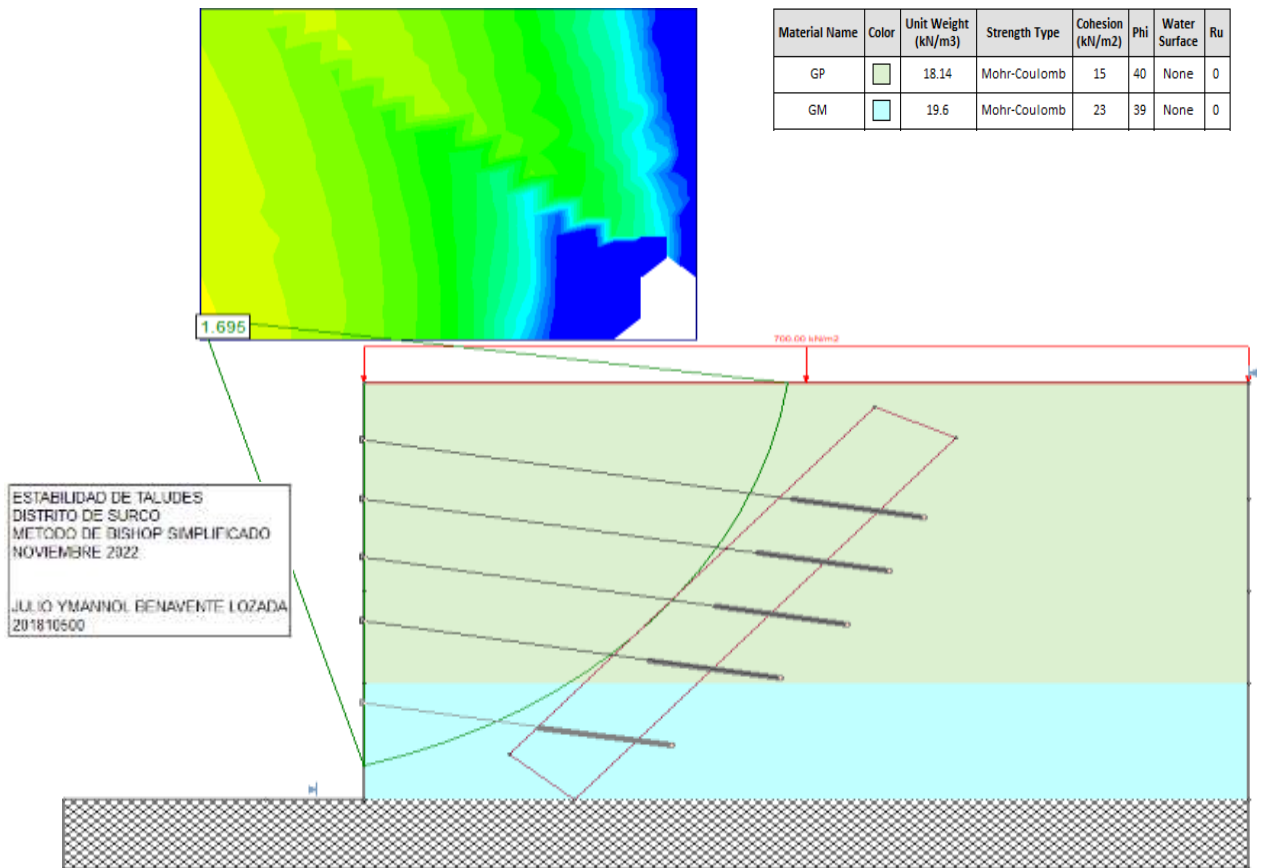 Material Name Color Unit Weight (kN/m3) Strength Type Cohesion (kN/m2) Phi Water Surface Ru
GP 18.14 Mohr-Coulomb 15 40 None 0
GM 19.6 Mohr-Coulomb 23 39 None 0
1.695
700.00 kN/m2
ESTABILIDAD DE TALUDES
DISTRITO DE SURCO
METODO DE BISHOP SIMPLIFICADO
NOVIEMBRE 2022
JULIO YMANNOL BENAVENTE LOZADA
201810500